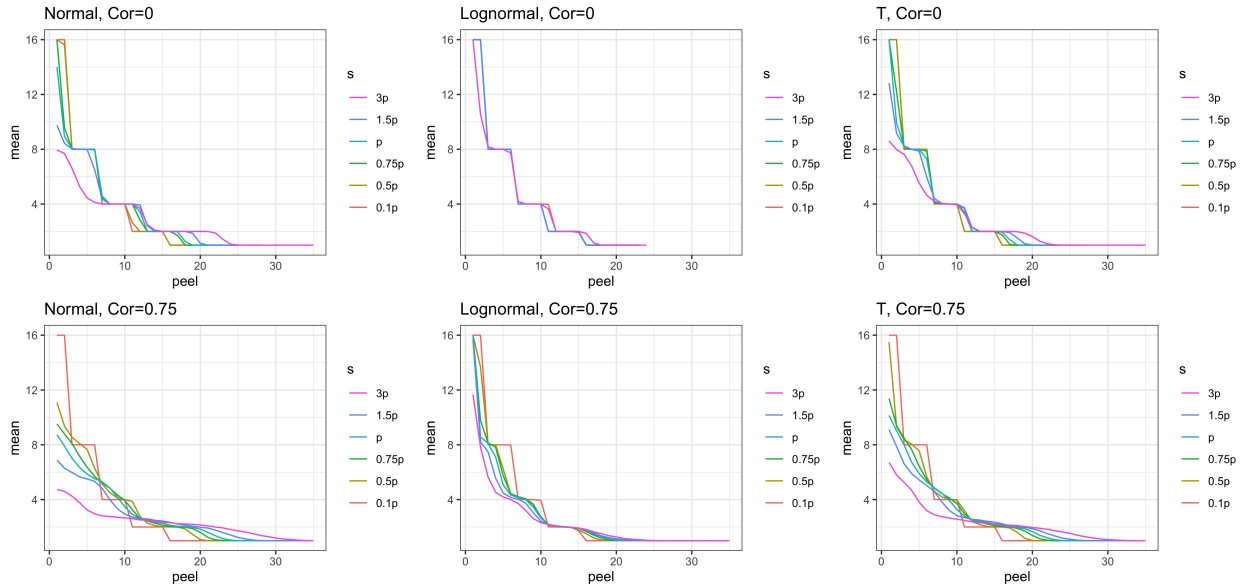 Normal, Cor=0
16
12
8
4
mean
0
10
20
30
peel
s
3p
1.5p
p
0.75p
0.5p
0.1p
Lognormal, Cor=0
16
12
8
4
mean
0
10
20
30
peel
s
3p
1.5p
p
0.75p
0.5p
0.1p
T, Cor=0
16
12
8
4
mean
0
10
20
30
peel
s
3p
1.5p
p
0.75p
0.5p
0.1p
Normal, Cor=0.75
16
12
8
4
mean
0
10
20
30
peel
s
3p
1.5p
p
0.75p
0.5p
0.1p
Lognormal, Cor=0.75
16
12
8
4
mean
0
10
20
30
peel
s
3p
1.5p
p
0.75p
0.5p
0.1p
T, Cor=0.75
16
12
8
4
mean
0
10
20
30
peel
s
3p
1.5p
p
0.75p
0.5p
0.1p